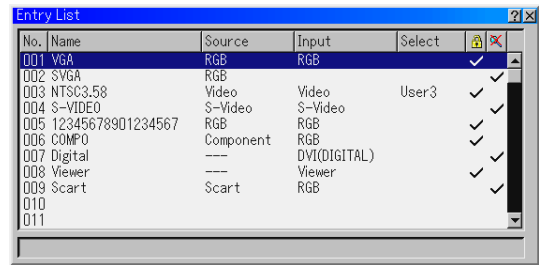 Entry List
No. Name Source Input Select
001 VGA RGB RGB
002 SVGA RGB
003 NTSC3.58 Video Video User3
004 S-VIDEO S-Video S-Video
005 12345678901234567 RGB RGB
006 COMPO Component RGB
007 Digital --- DVI(DIGITAL)
008 Viewer --- Viewer
009 Scart Scart RGB
010
011